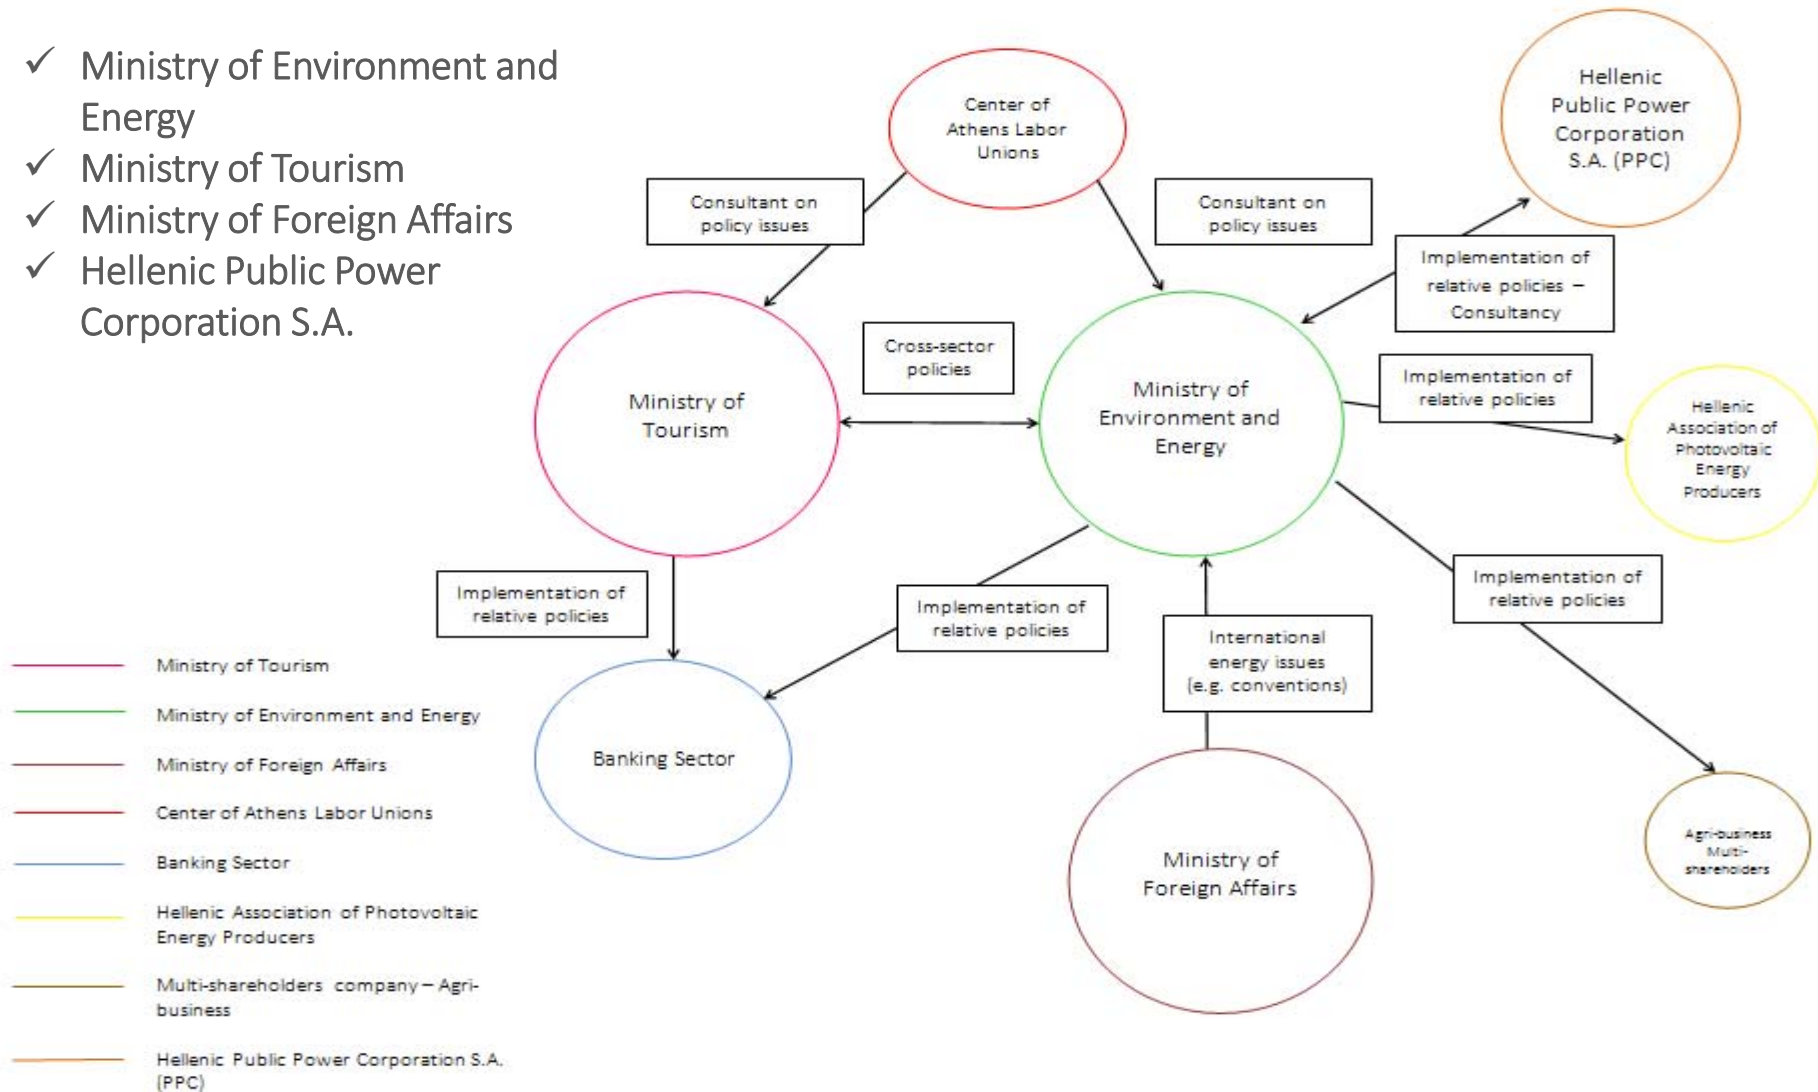 ✓ Ministry of Environment and
Energy
✓ Ministry of Tourism
✓ Ministry of Foreign Affairs
✓ Hellenic Public Power
Corporation S.A.
Center of
Athens Labor
Unions
Hellenic
Public Power
Corporation
S.A. (PPC)
Consultant on
policy issues
Consultant on
policy issues
Implementation of
relative policies –
Consultancy
Cross-sector
policies
Ministry of
Tourism
Ministry of
Environment and
Energy
Implementation of
relative policies
Hellenic
Association of
Photovoltaic
Energy
Producers
Implementation of
relative policies
Implementation of
relative policies
International
energy issues
(e.g. conventions)
Implementation of
relative policies
Banking Sector
Ministry of
Foreign Affairs
Agri-business
Multi-
shareholders
Ministry of Tourism
Ministry of Environment and Energy
Ministry of Foreign Affairs
Center of Athens Labor Unions
Banking Sector
Hellenic Association of Photovoltaic
Energy Producers
Multi-shareholders company – Agri-
business
Hellenic Public Power Corporation S.A.
(PPC)